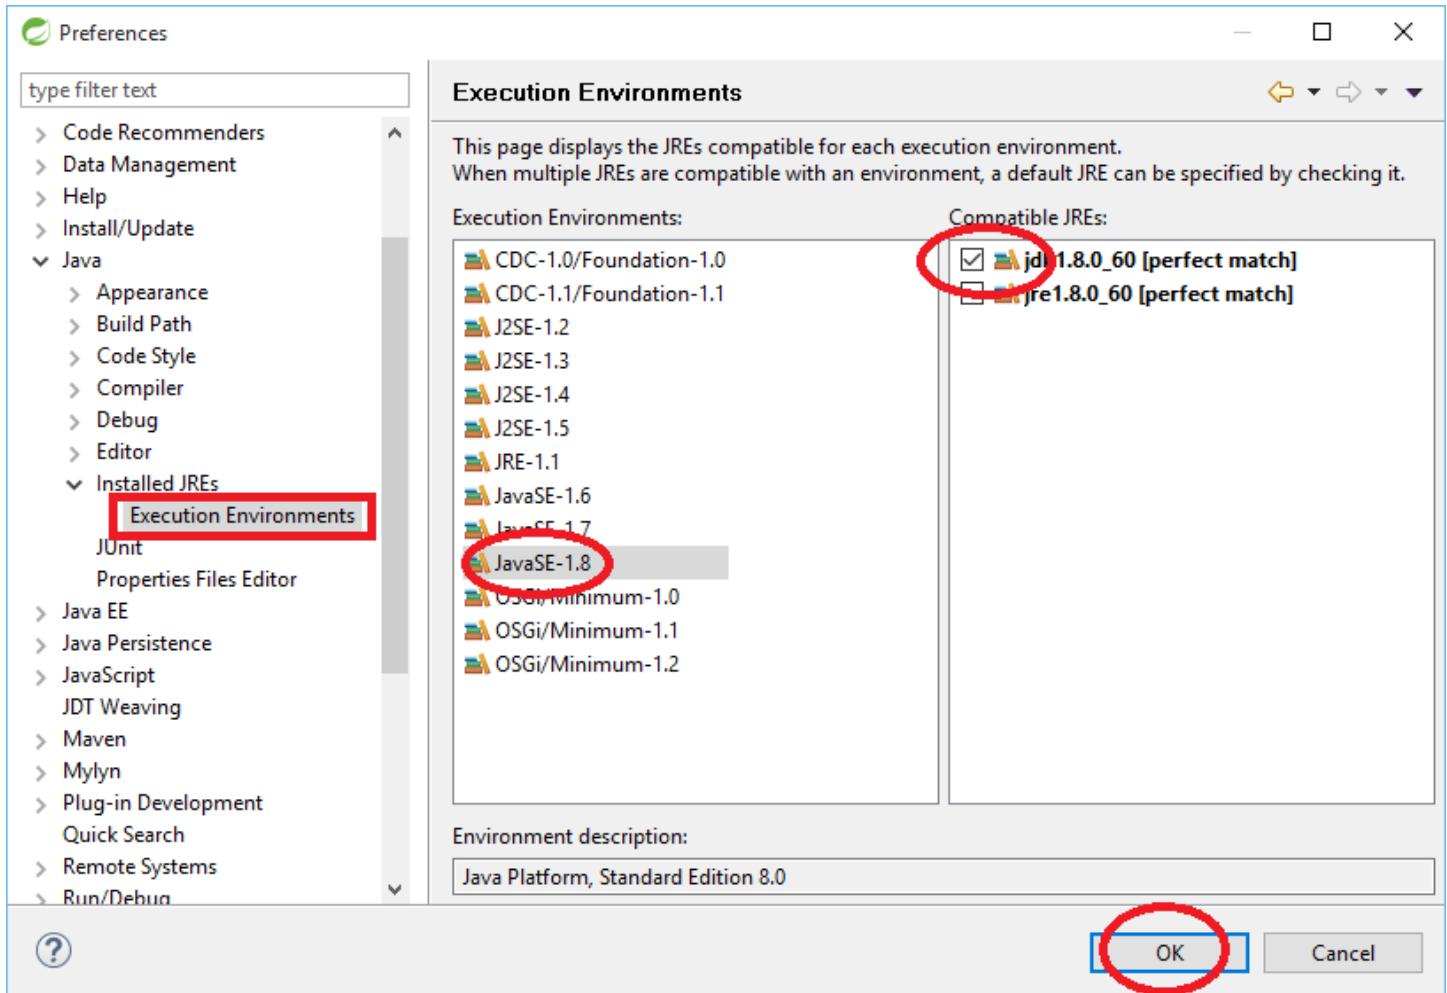 Preferences
type filter text
Code Recommenders
Data Management
Help
Install/Update
Java
Appearance
Build Path
Code Style
Compiler
Debug
Editor
Installed JREs
Execution Environments
JUnit
Properties Files Editor
Java EE
Java Persistence
JavaScript
JDT Weaving
Maven
Mylyn
Plug-in Development
Quick Search
Remote Systems
Run/Debug
Execution Environments
This page displays the JREs compatible for each execution environment.
When multiple JREs are compatible with an environment, a default JRE can be specified by checking it.
Execution Environments:
CDC-1.0/Foundation-1.0
CDC-1.1/Foundation-1.1
J2SE-1.2
J2SE-1.3
J2SE-1.4
J2SE-1.5
JRE-1.1
JavaSE-1.6
JavaSE-1.7
JavaSE-1.8
OSGi/Minimum-1.0
OSGi/Minimum-1.1
OSGi/Minimum-1.2
Compatible JREs:
jdk1.8.0_60 [perfect match]
jre1.8.0_60 [perfect match]
Environment description:
Java Platform, Standard Edition 8.0
?
OK
Cancel